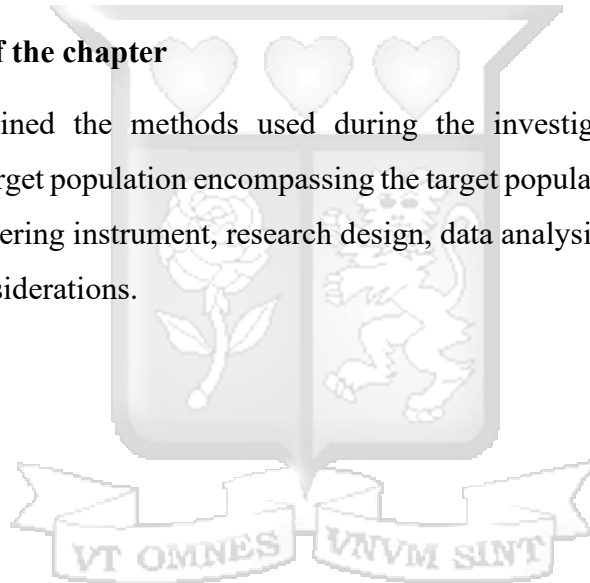 f the chapter
ined the methods used during the investig
rget population encompassing the target popula
ering instrument, research design, data analysi
siderations.
VT OMNES VNVM SINT